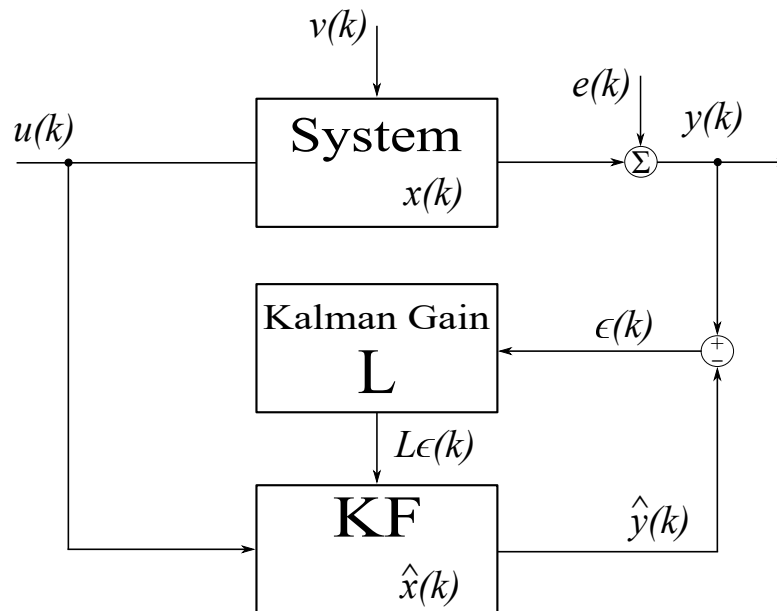 v(k)
e(k)
u(k)
System
y(k)
Σ
x(k)
Kalman Gain
ϵ(k)
+
−
L
Lϵ(k)
KF
ŷ(k)
x̂(k)